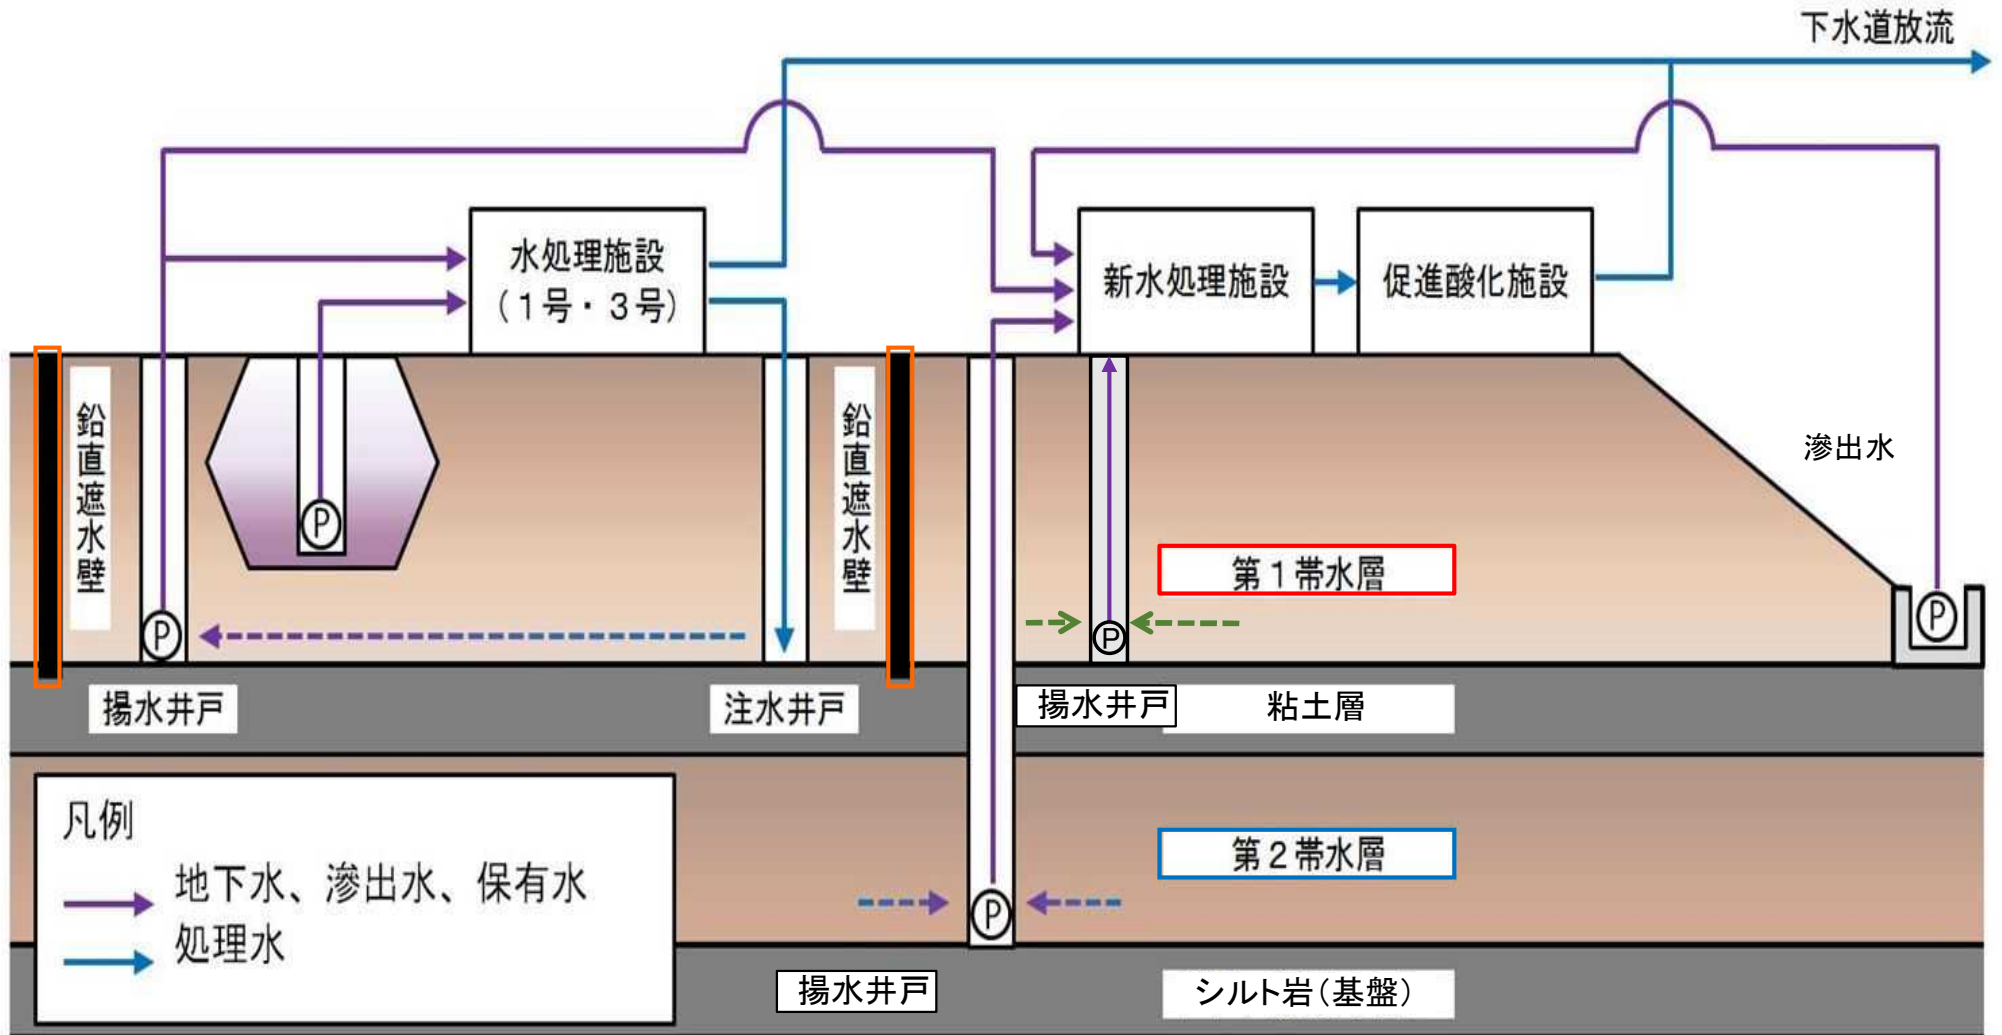 下水道放流
水処理施設
（1号・3号）
新水処理施設
促進酸化施設
鉛直遮水壁
鉛直遮水壁
滲出水
P
第1帯水層
P
P
P
揚水井戸
注水井戸
揚水井戸
粘土層
凡例
地下水、滲出水、保有水
処理水
第2帯水層
P
揚水井戸
シルト岩（基盤）